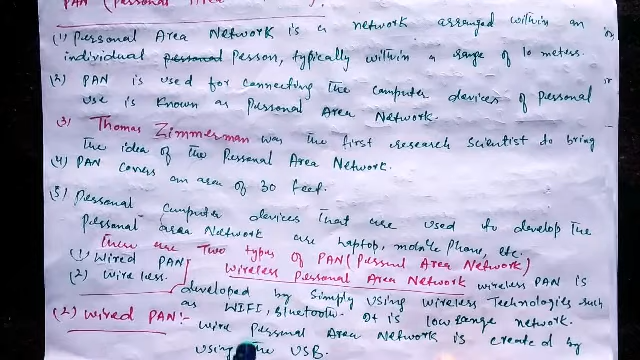 PAN (Personal Area
(1) Personal Area Network is a network arranged within an
individual person, typically within a range of 10 meters.
(2) PAN is used for connecting the computer devices of personal
use is known as Personal Area Network.
(3) Thomas Zimmerman was the first research scientist to bring
the idea of the Personal Area Network.
(4) PAN covers an area of 30 feet.
(5) Personal computer devices that are used to develop the
personal area Network are laptop, mobile phone, etc.
There are Two types of PAN (Personal Area Network)
(1) Wired PAN
(2) Wireless.
Wireless Personal Area Network wireless PAN is
developed by simply using wireless Technologies such
as WIFI, Bluetooth. It is low range network.
(2) Wired PAN:-
wire Personal Area Network is created by
using the USB.